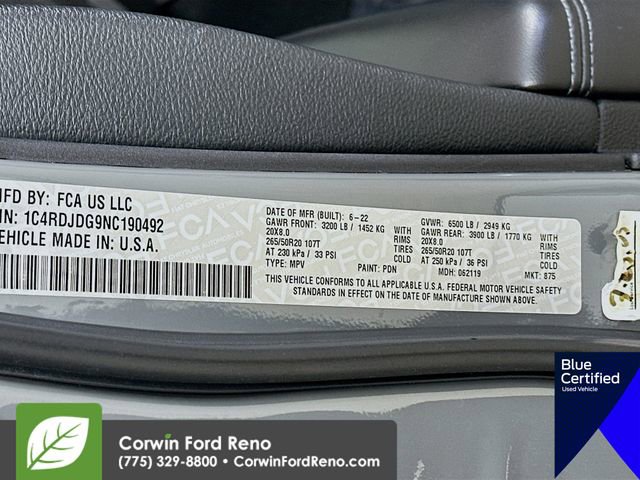 MFD BY: FCA US LLC
IN: 1C4RDJDG9NC190492
VEHICLE MADE IN: U.S.A.
DATE OF MFR (BUILT): 6-22 GVWR: 6500 LB / 2949 KG
GAWR FRONT: 3200 LB / 1452 KG WITH GAWR REAR: 3900 LB / 1770 KG WITH
20X8.0 RIMS 20X8.0 RIMS
265/50R20 107T TIRES 265/50R20 107T TIRES
AT 230 kPa / 33 PSI COLD AT 250 kPa / 36 PSI COLD
TYPE: MPV PAINT: PDN MDH: 062119 MKT: 875
THIS VEHICLE CONFORMS TO ALL APPLICABLE U.S.A. FEDERAL MOTOR VEHICLE SAFETY
STANDARDS IN EFFECT ON THE DATE OF MANUFACTURE SHOWN ABOVE.
Blue
Certified
Used Vehicle
Corwin Ford Reno
(775) 329-8800 • CorwinFordReno.com